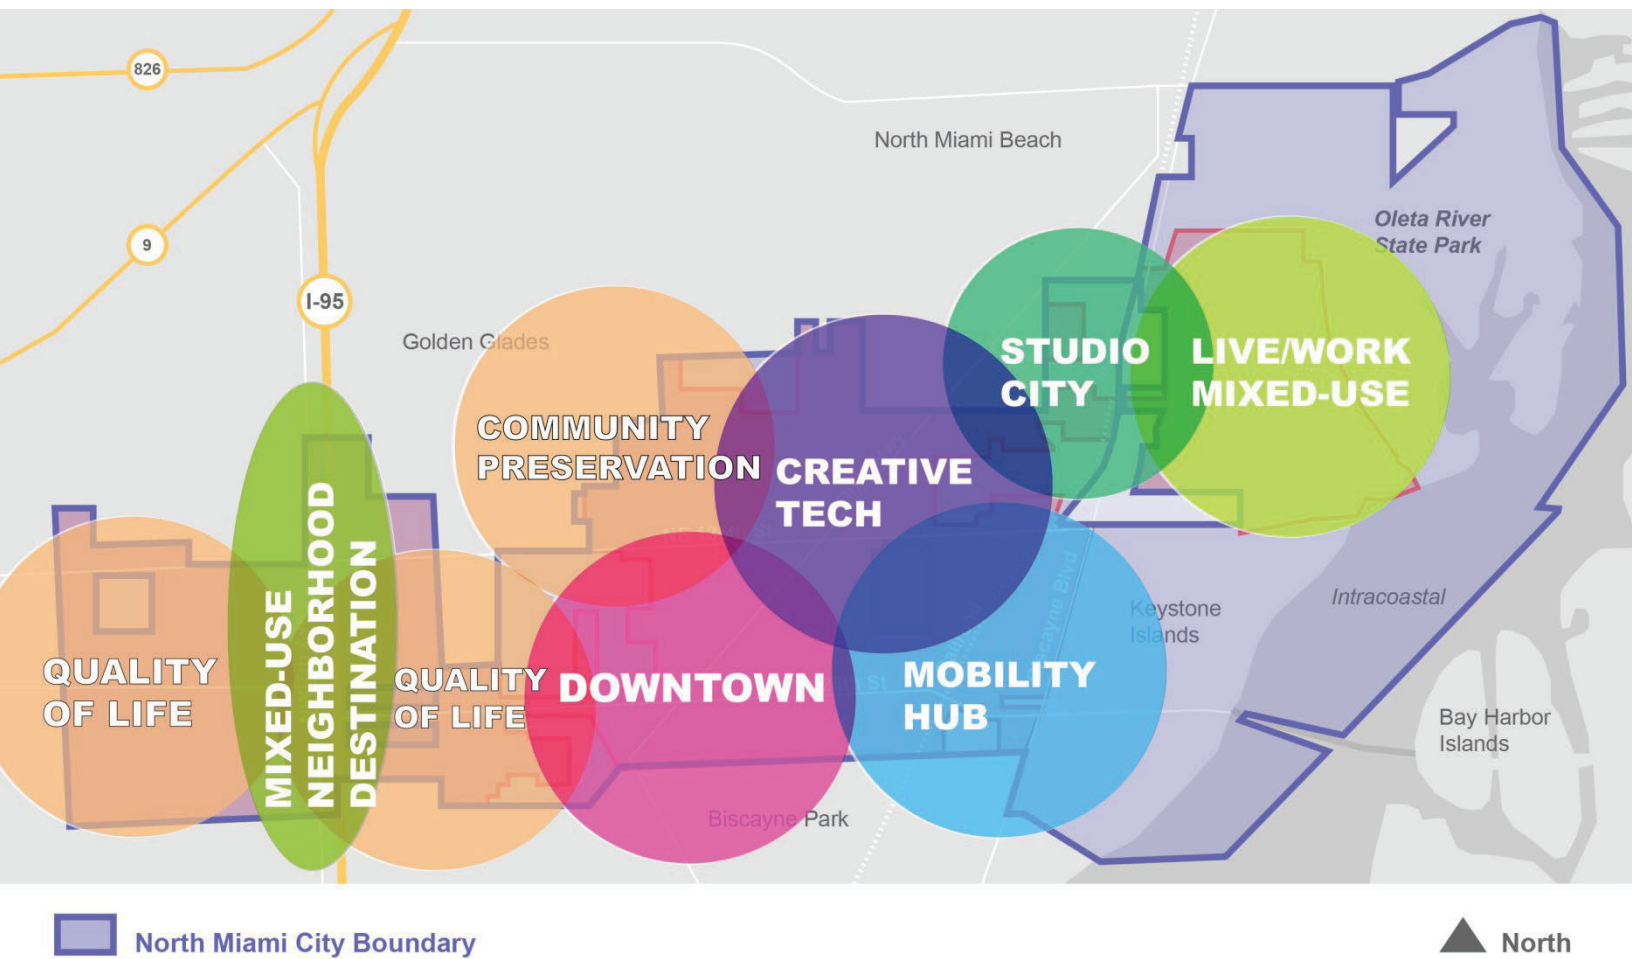 826
North Miami Beach
9
Oleta River
State Park
I-95
Golden Glades
STUDIO
CITY
LIVE/WORK
MIXED-USE
COMMUNITY
PRESERVATION
CREATIVE
TECH
MIXED-USE
NEIGHBORHOOD
DESTINATION
Intracoastal
Keystone
Islands
QUALITY
OF LIFE
QUALITY
OF LIFE
DOWNTOWN
MOBILITY
HUB
Bay Harbor
Islands
Biscayne Park
North Miami City Boundary
North